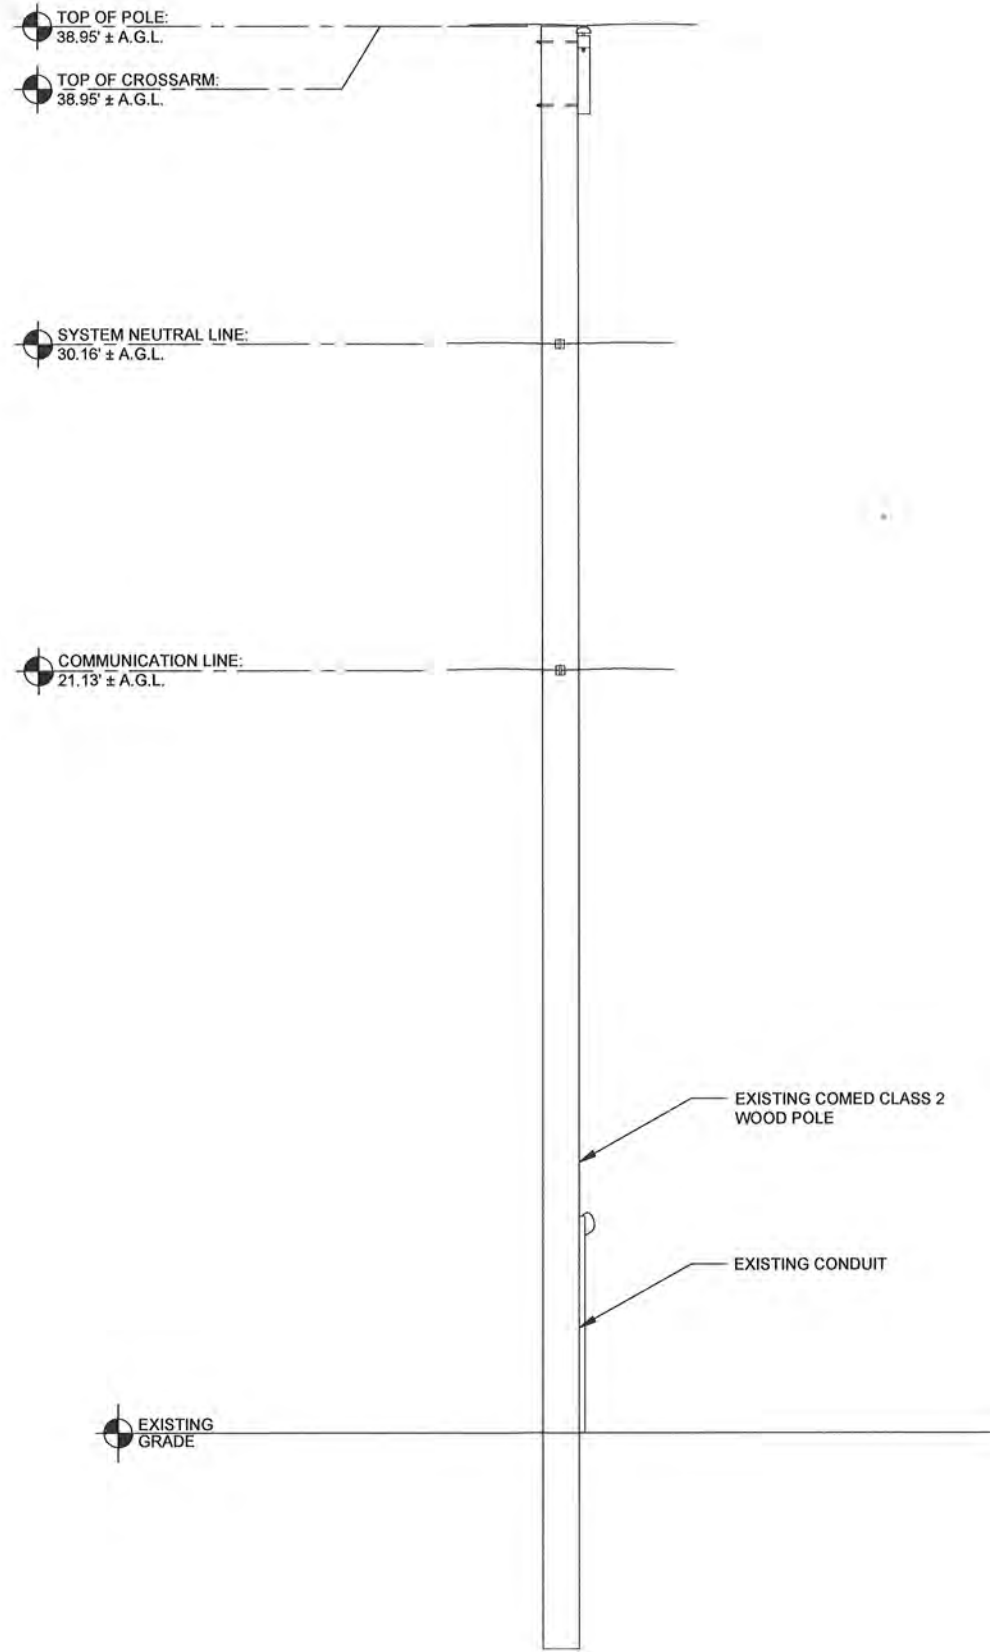 TOP OF POLE:
38.95' ± A.G.L.
TOP OF CROSSARM:
38.95' ± A.G.L.
SYSTEM NEUTRAL LINE:
30.16' ± A.G.L.
COMMUNICATION LINE:
21.13' ± A.G.L.
EXISTING COMED CLASS 2
WOOD POLE
EXISTING CONDUIT
EXISTING
GRADE